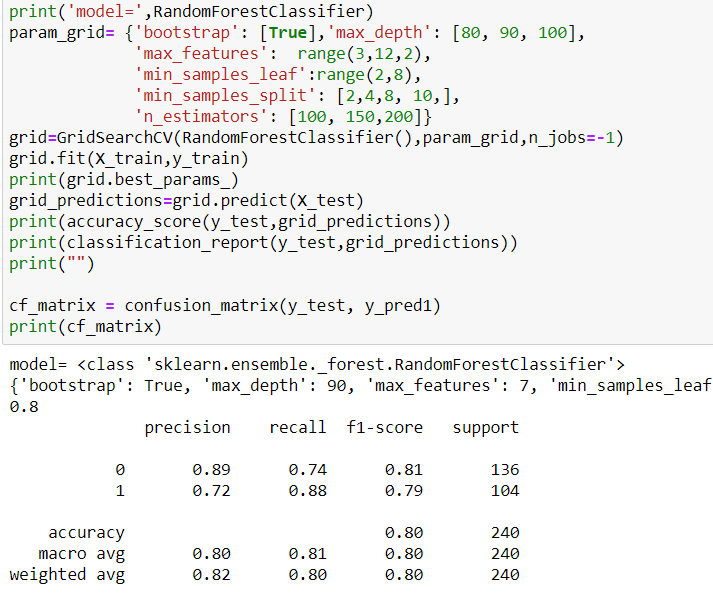 print('model=',RandomForestClassifier)
param_grid= {'bootstrap': [True],'max_depth': [80, 90, 100],
'max_features':  range(3,12,2),
'min_samples_leaf':range(2,8),
'min_samples_split': [2,4,8, 10,],
'n_estimators': [100, 150,200]}
grid=GridSearchCV(RandomForestClassifier(),param_grid,n_jobs=-1)
grid.fit(X_train,y_train)
print(grid.best_params_)
grid_predictions=grid.predict(X_test)
print(accuracy_score(y_test,grid_predictions))
print(classification_report(y_test,grid_predictions))
print("")
cf_matrix = confusion_matrix(y_test, y_pred1)
print(cf_matrix)
model= <class 'sklearn.ensemble._forest.RandomForestClassifier'>
{'bootstrap': True, 'max_depth': 90, 'max_features': 7, 'min_samples_leaf
0.8
precision recall f1-score support
0 0.89 0.74 0.81 136
1 0.72 0.88 0.79 104
accuracy 0.80 240
macro avg 0.80 0.81 0.80 240
weighted avg 0.82 0.80 0.80 240